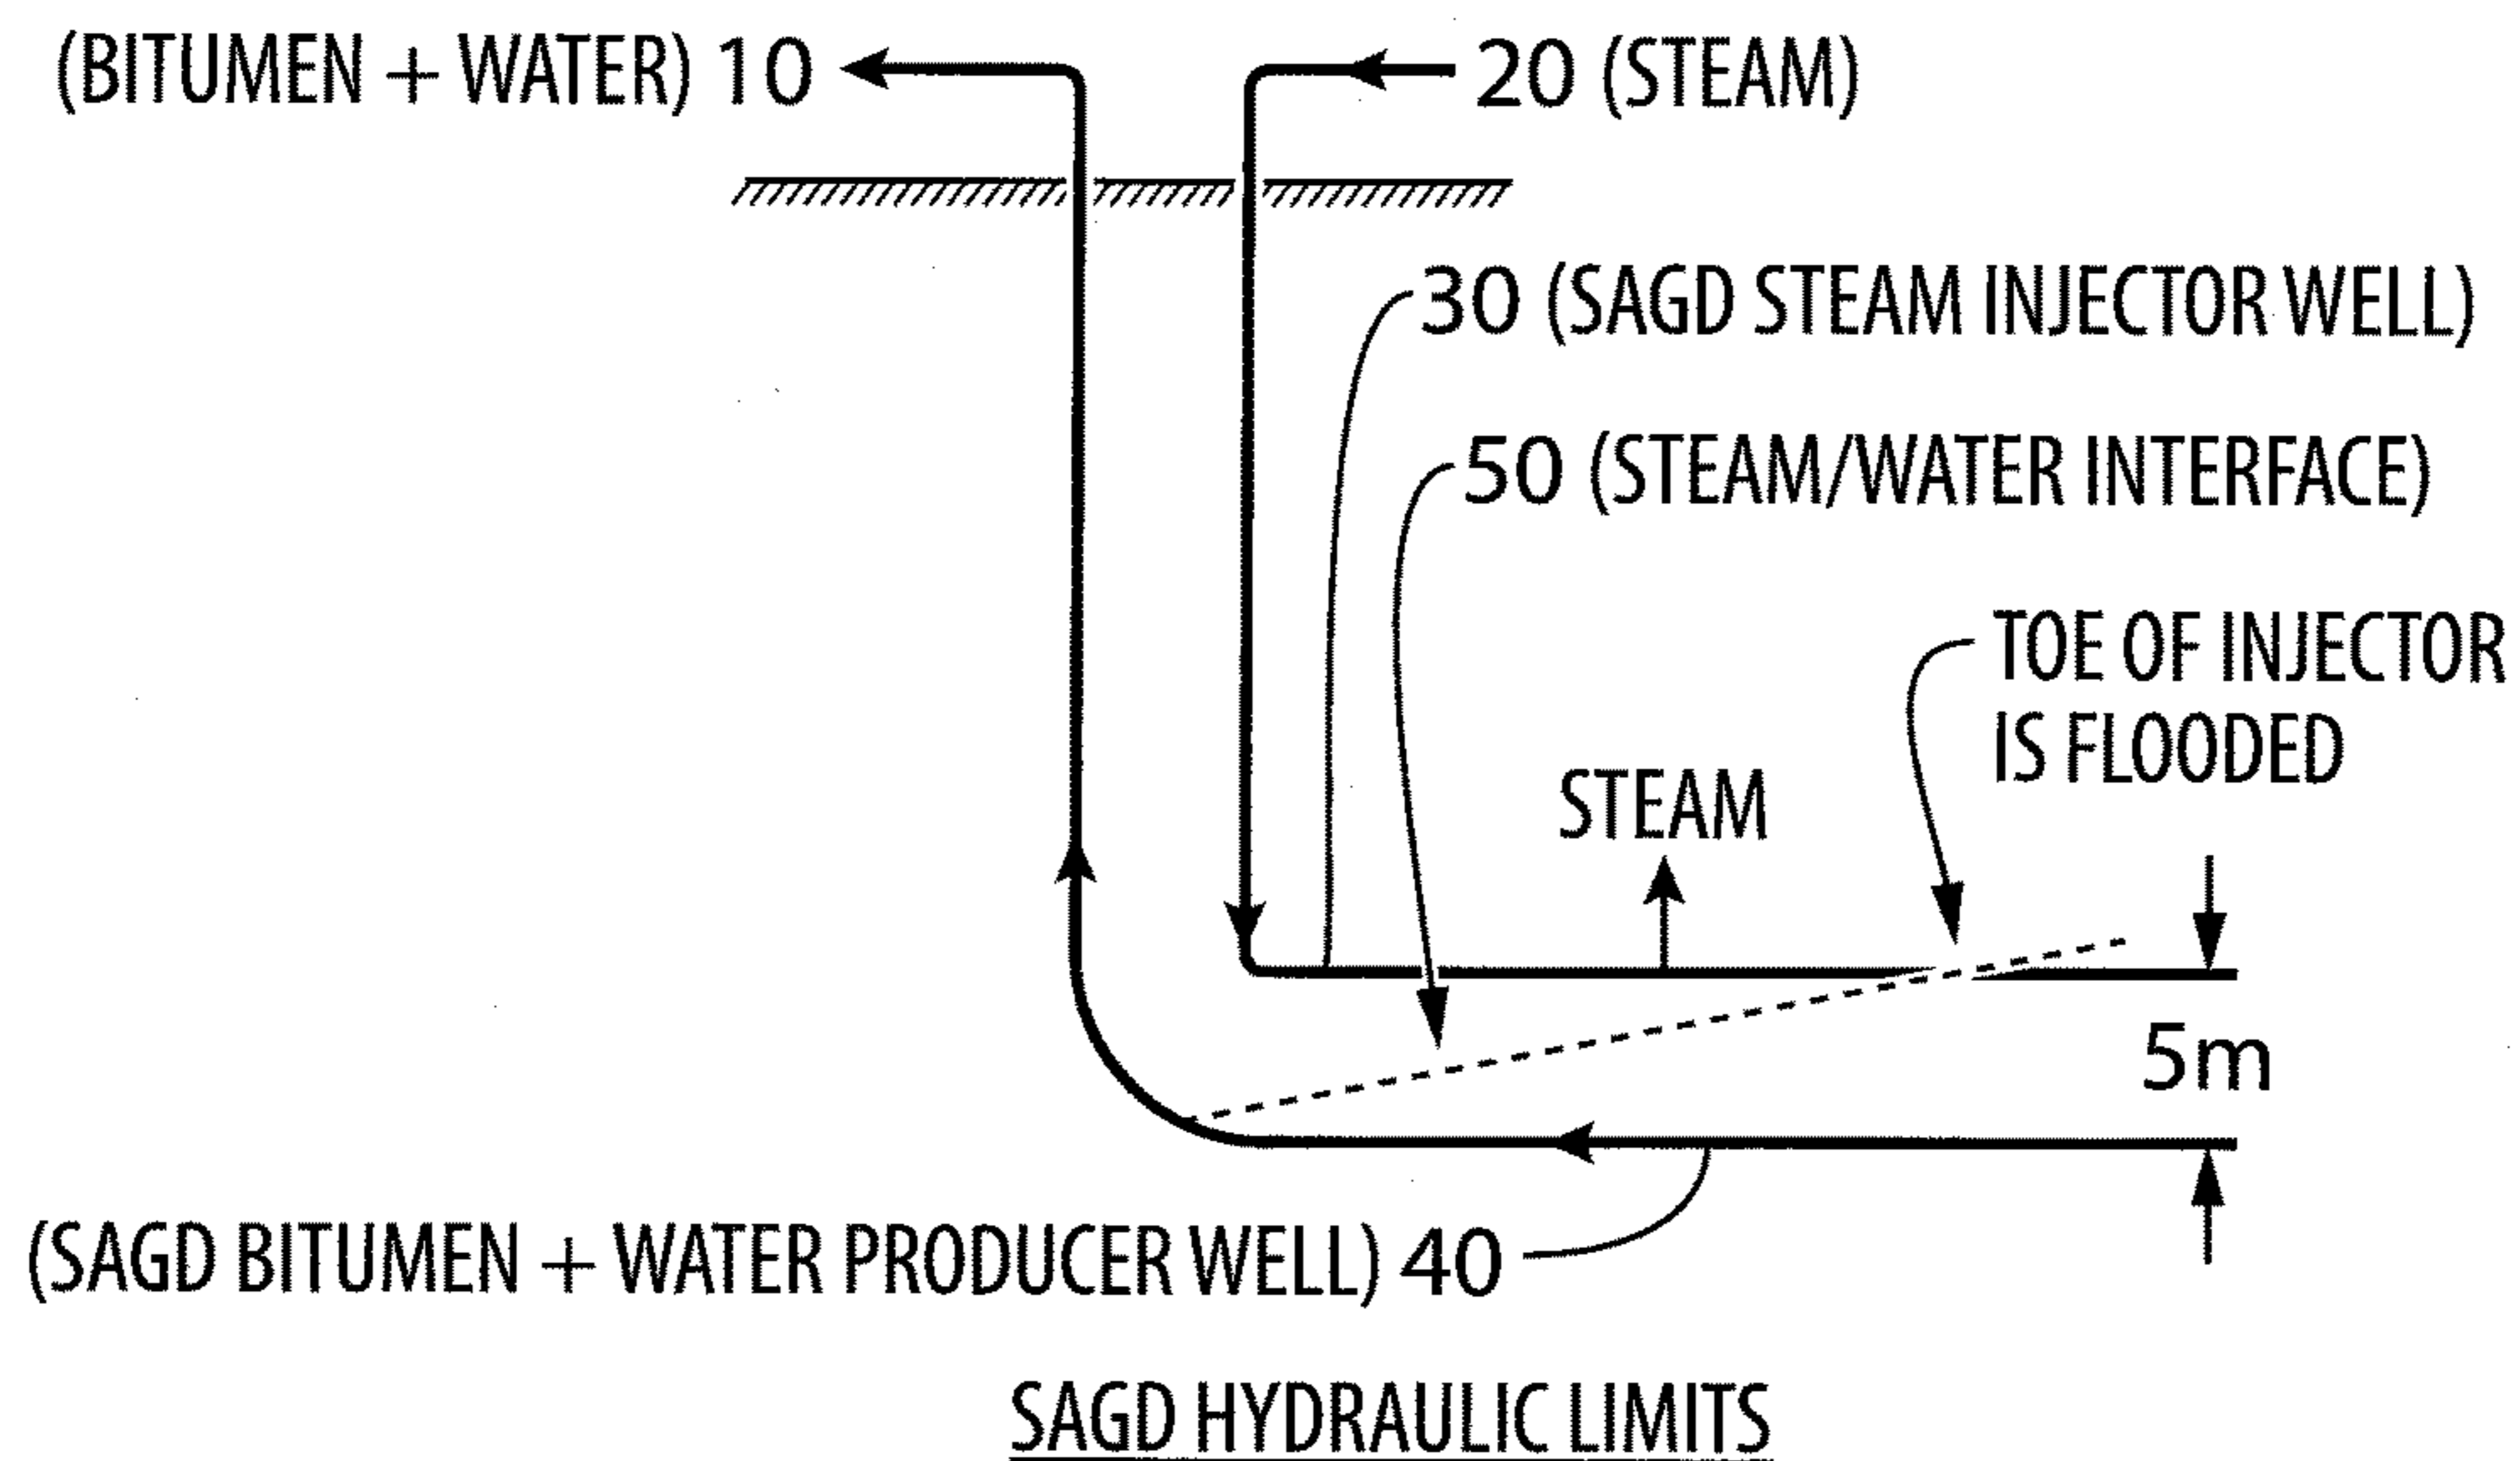 (BITUMEN + WATER) 10
20 (STEAM)
30 (SAGD STEAM INJECTOR WELL)
50 (STEAM/WATER INTERFACE)
TOE OF INJECTOR
IS FLOODED
STEAM
5m
(SAGD BITUMEN + WATER PRODUCER WELL) 40
SAGD HYDRAULIC LIMITS